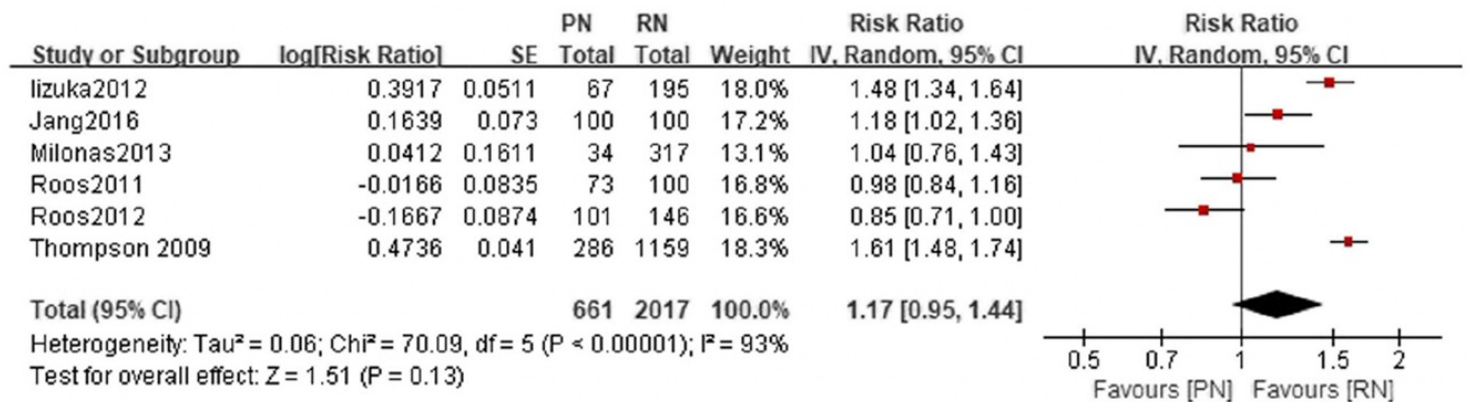 PN RN Risk Ratio Risk Ratio
Study or Subgroup log[Risk Ratio] SE Total Total Weight IV, Random, 95% CI IV, Random, 95% CI
Iizuka2012 0.3917 0.0511 67 195 18.0% 1.48 [1.34, 1.64]
Jang2016 0.1639 0.073 100 100 17.2% 1.18 [1.02, 1.36]
Milonas2013 0.0412 0.1611 34 317 13.1% 1.04 [0.76, 1.43]
Roos2011 -0.0166 0.0835 73 100 16.8% 0.98 [0.84, 1.16]
Roos2012 -0.1667 0.0874 101 146 16.6% 0.85 [0.71, 1.00]
Thompson 2009 0.4736 0.041 286 1159 18.3% 1.61 [1.48, 1.74]
Total (95% CI) 661 2017 100.0% 1.17 [0.95, 1.44]
Heterogeneity: Tau² = 0.06; Chi² = 70.09, df = 5 (P < 0.00001); I² = 93%
Test for overall effect: Z = 1.51 (P = 0.13)
0.5 0.7 1 1.5 2
Favours [PN] Favours [RN]